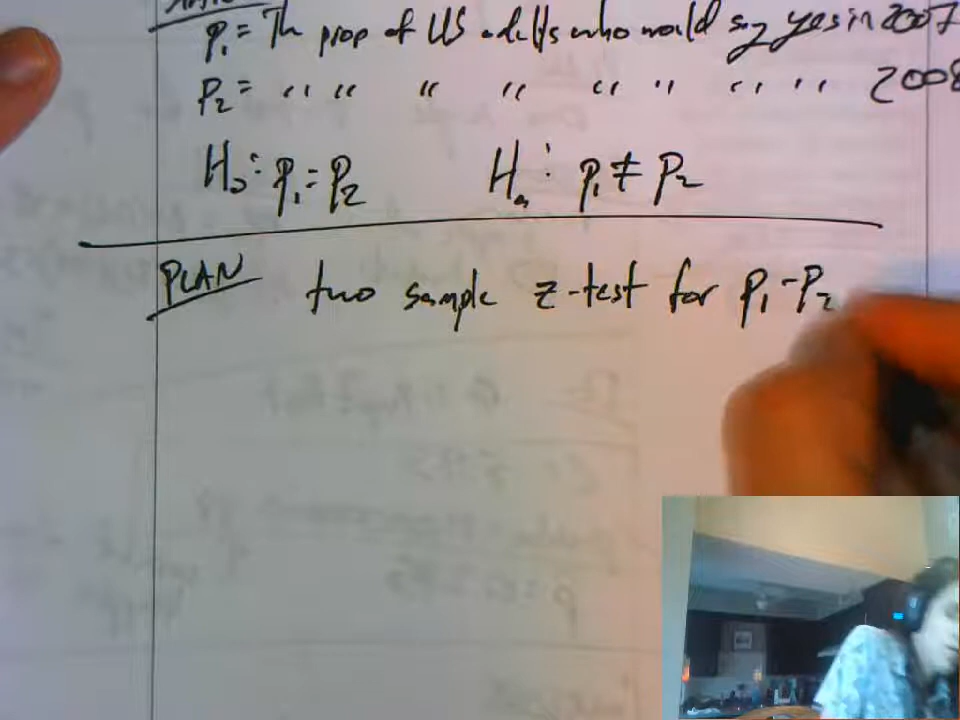 p₁ = The prop of US adults who would say yes in 2007
p₂ = " " " " " " " " " 2008
H₀: p₁ = p₂ Hₐ: p₁ ≠ p₂
PLAN two sample z-test for p₁-p₂